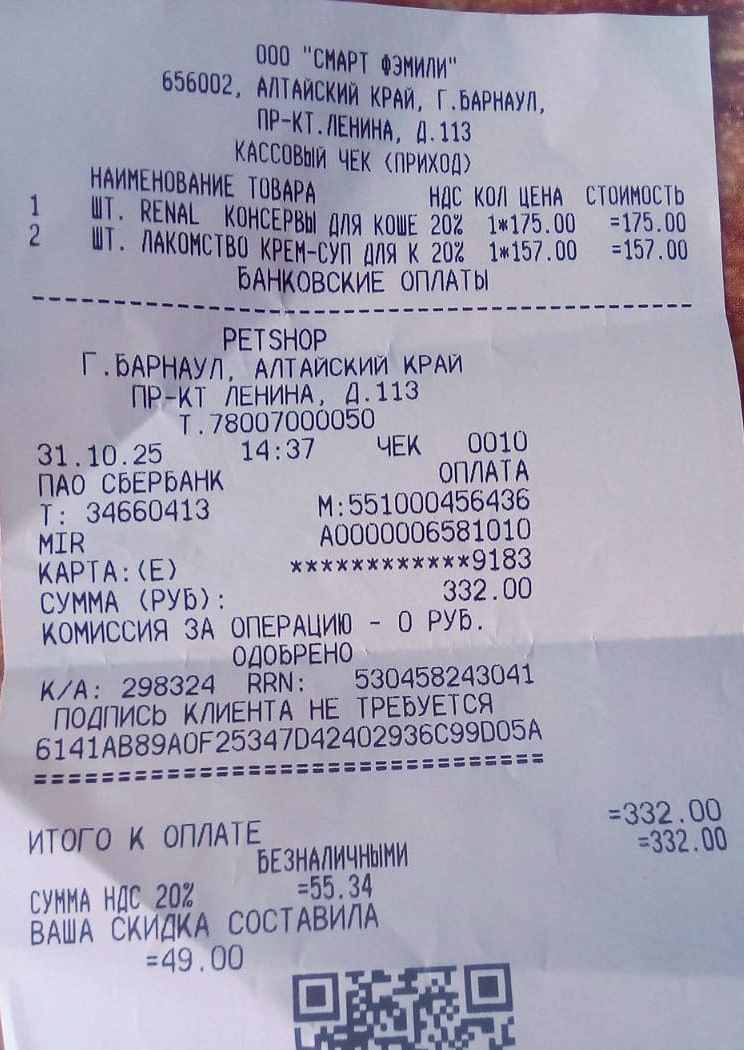 ООО "СМАРТ ФЭМИЛИ"
656002, АЛТАЙСКИЙ КРАЙ, Г.БАРНАУЛ,
ПР-КТ.ЛЕНИНА, Д.113
КАССОВЫЙ ЧЕК (ПРИХОД)
НАИМЕНОВАНИЕ ТОВАРА НДС КОЛ ЦЕНА СТОИМОСТЬ
1 ШТ. RENAL КОНСЕРВЫ ДЛЯ КОШЕ 20% 1*175.00 =175.00
2 ШТ. ЛАКОМСТВО КРЕМ-СУП ДЛЯ К 20% 1*157.00 =157.00
БАНКОВСКИЕ ОПЛАТЫ
PETSHOP
Г.БАРНАУЛ, АЛТАЙСКИЙ КРАЙ
ПР-КТ ЛЕНИНА, Д.113
Т.78007000050
31.10.25 14:37 ЧЕК 0010
ПАО СБЕРБАНК ОПЛАТА
Т: 34660413 М:551000456436
MIR A0000006581010
КАРТА:(E) ************9183
СУММА (РУБ): 332.00
КОМИССИЯ ЗА ОПЕРАЦИЮ - 0 РУБ.
ОДОБРЕНО
К/А: 298324 RRN: 530458243041
ПОДПИСЬ КЛИЕНТА НЕ ТРЕБУЕТСЯ
6141AB89A0F25347D42402936C99D05A
================================
ИТОГО К ОПЛАТЕ =332.00
БЕЗНАЛИЧНЫМИ =332.00
СУММА НДС 20% =55.34
ВАША СКИДКА СОСТАВИЛА
=49.00